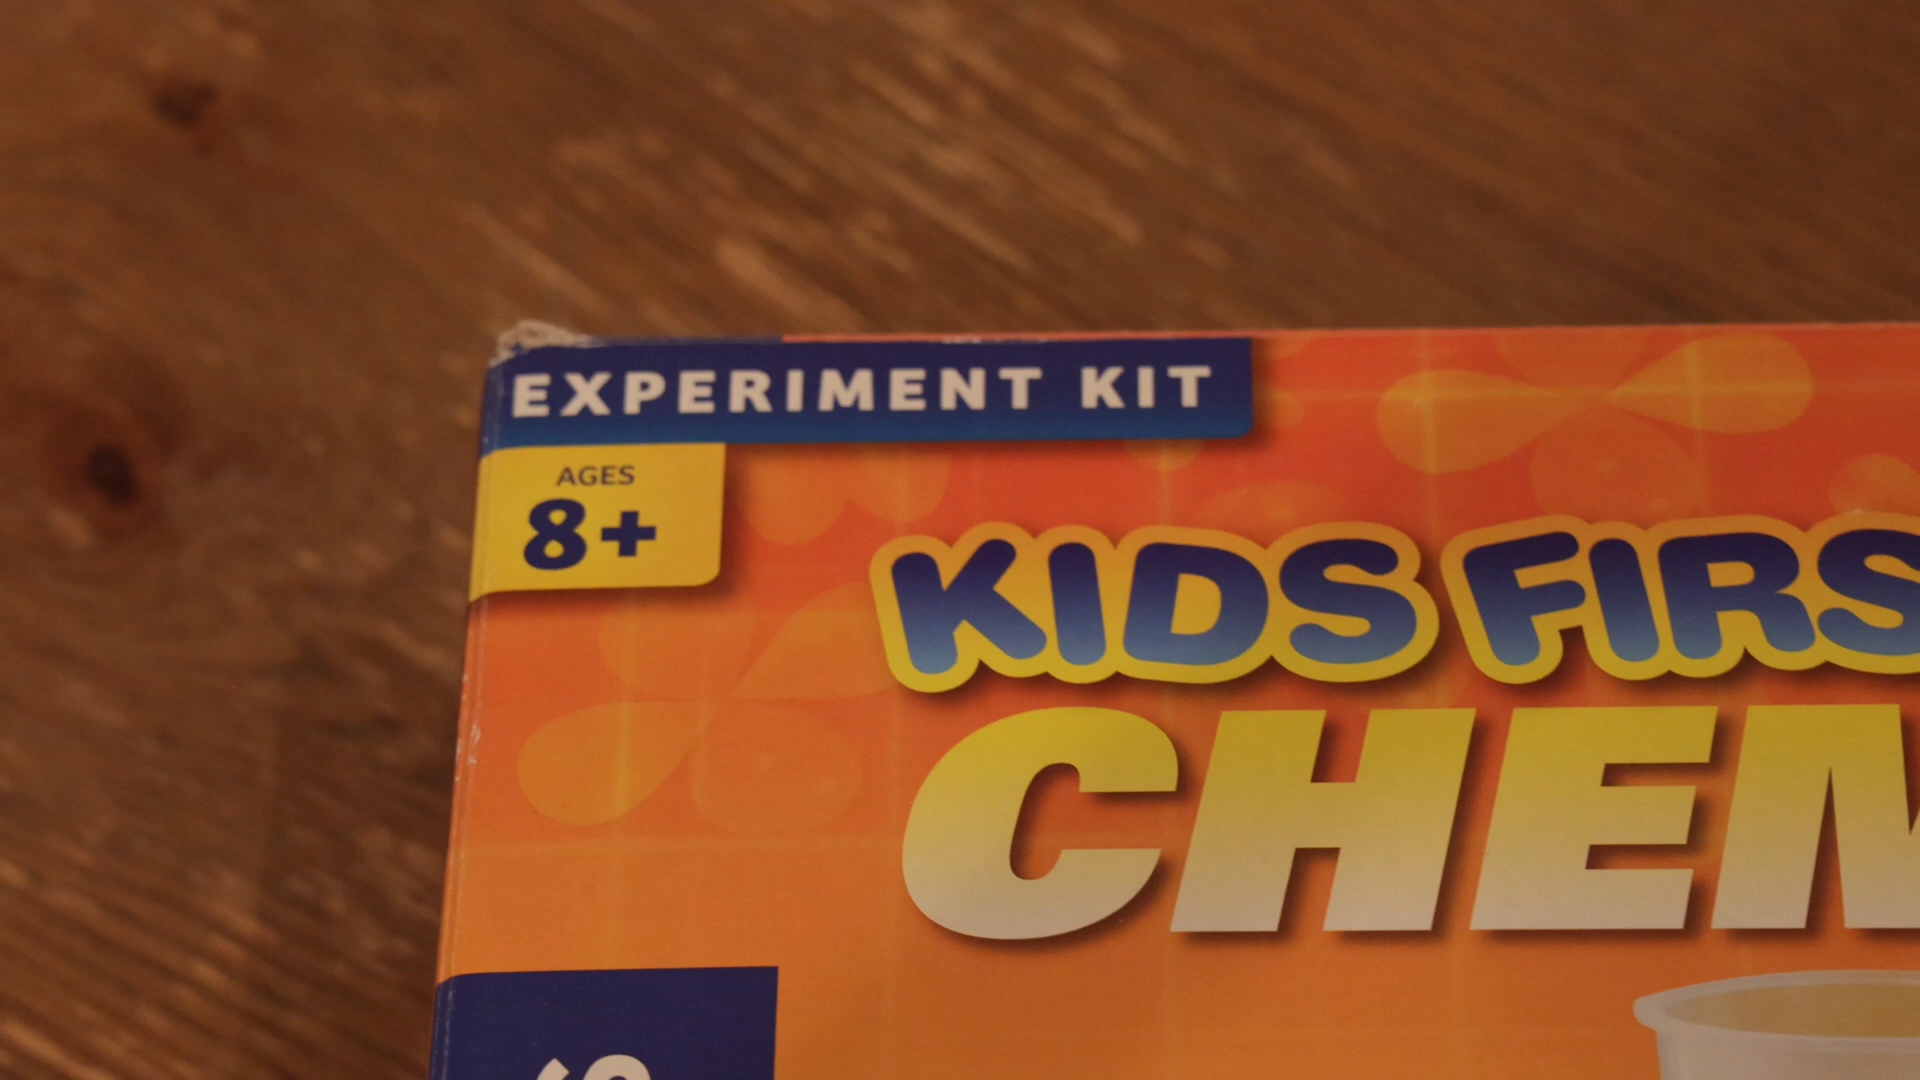 EXPERIMENT KIT
AGES
8+
KIDS FIRS
CHEM